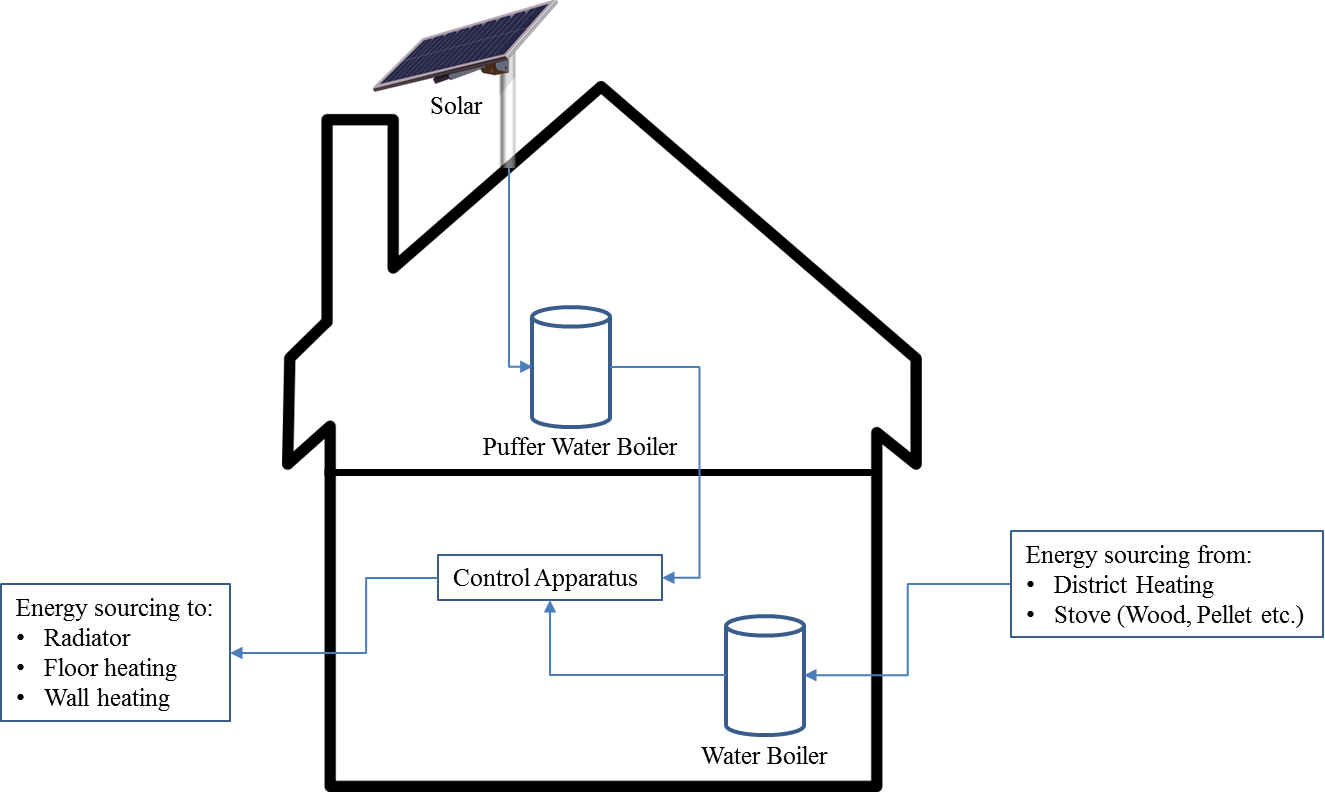 Solar
Puffer Water Boiler
Control Apparatus
Energy sourcing from:
• District Heating
• Stove (Wood, Pellet etc.)
Energy sourcing to:
• Radiator
• Floor heating
• Wall heating
Water Boiler